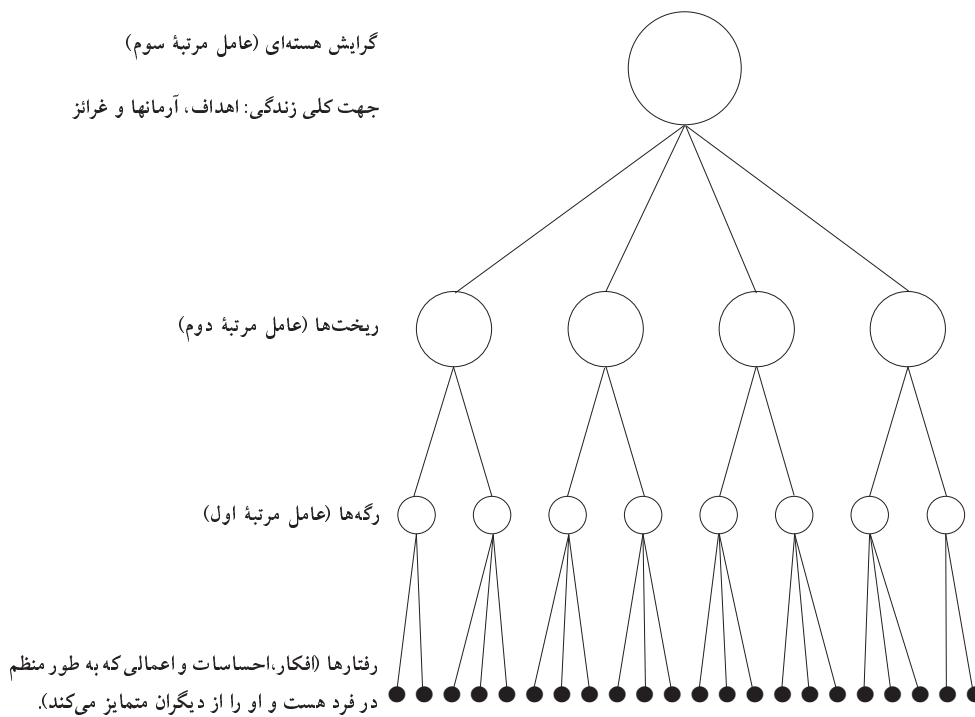 گرایش هسته‌ای (عامل مرتبهٔ سوم)
جهت کلی زندگی: اهداف، آرمانها و غرائز
ریخت‌ها (عامل مرتبهٔ دوم)
رگه‌ها (عامل مرتبهٔ اول)
رفتارها (افکار،احساسات و اعمالی‌که به طور منظم
در فرد هست و او را از دیگران متمایز می‌کند).